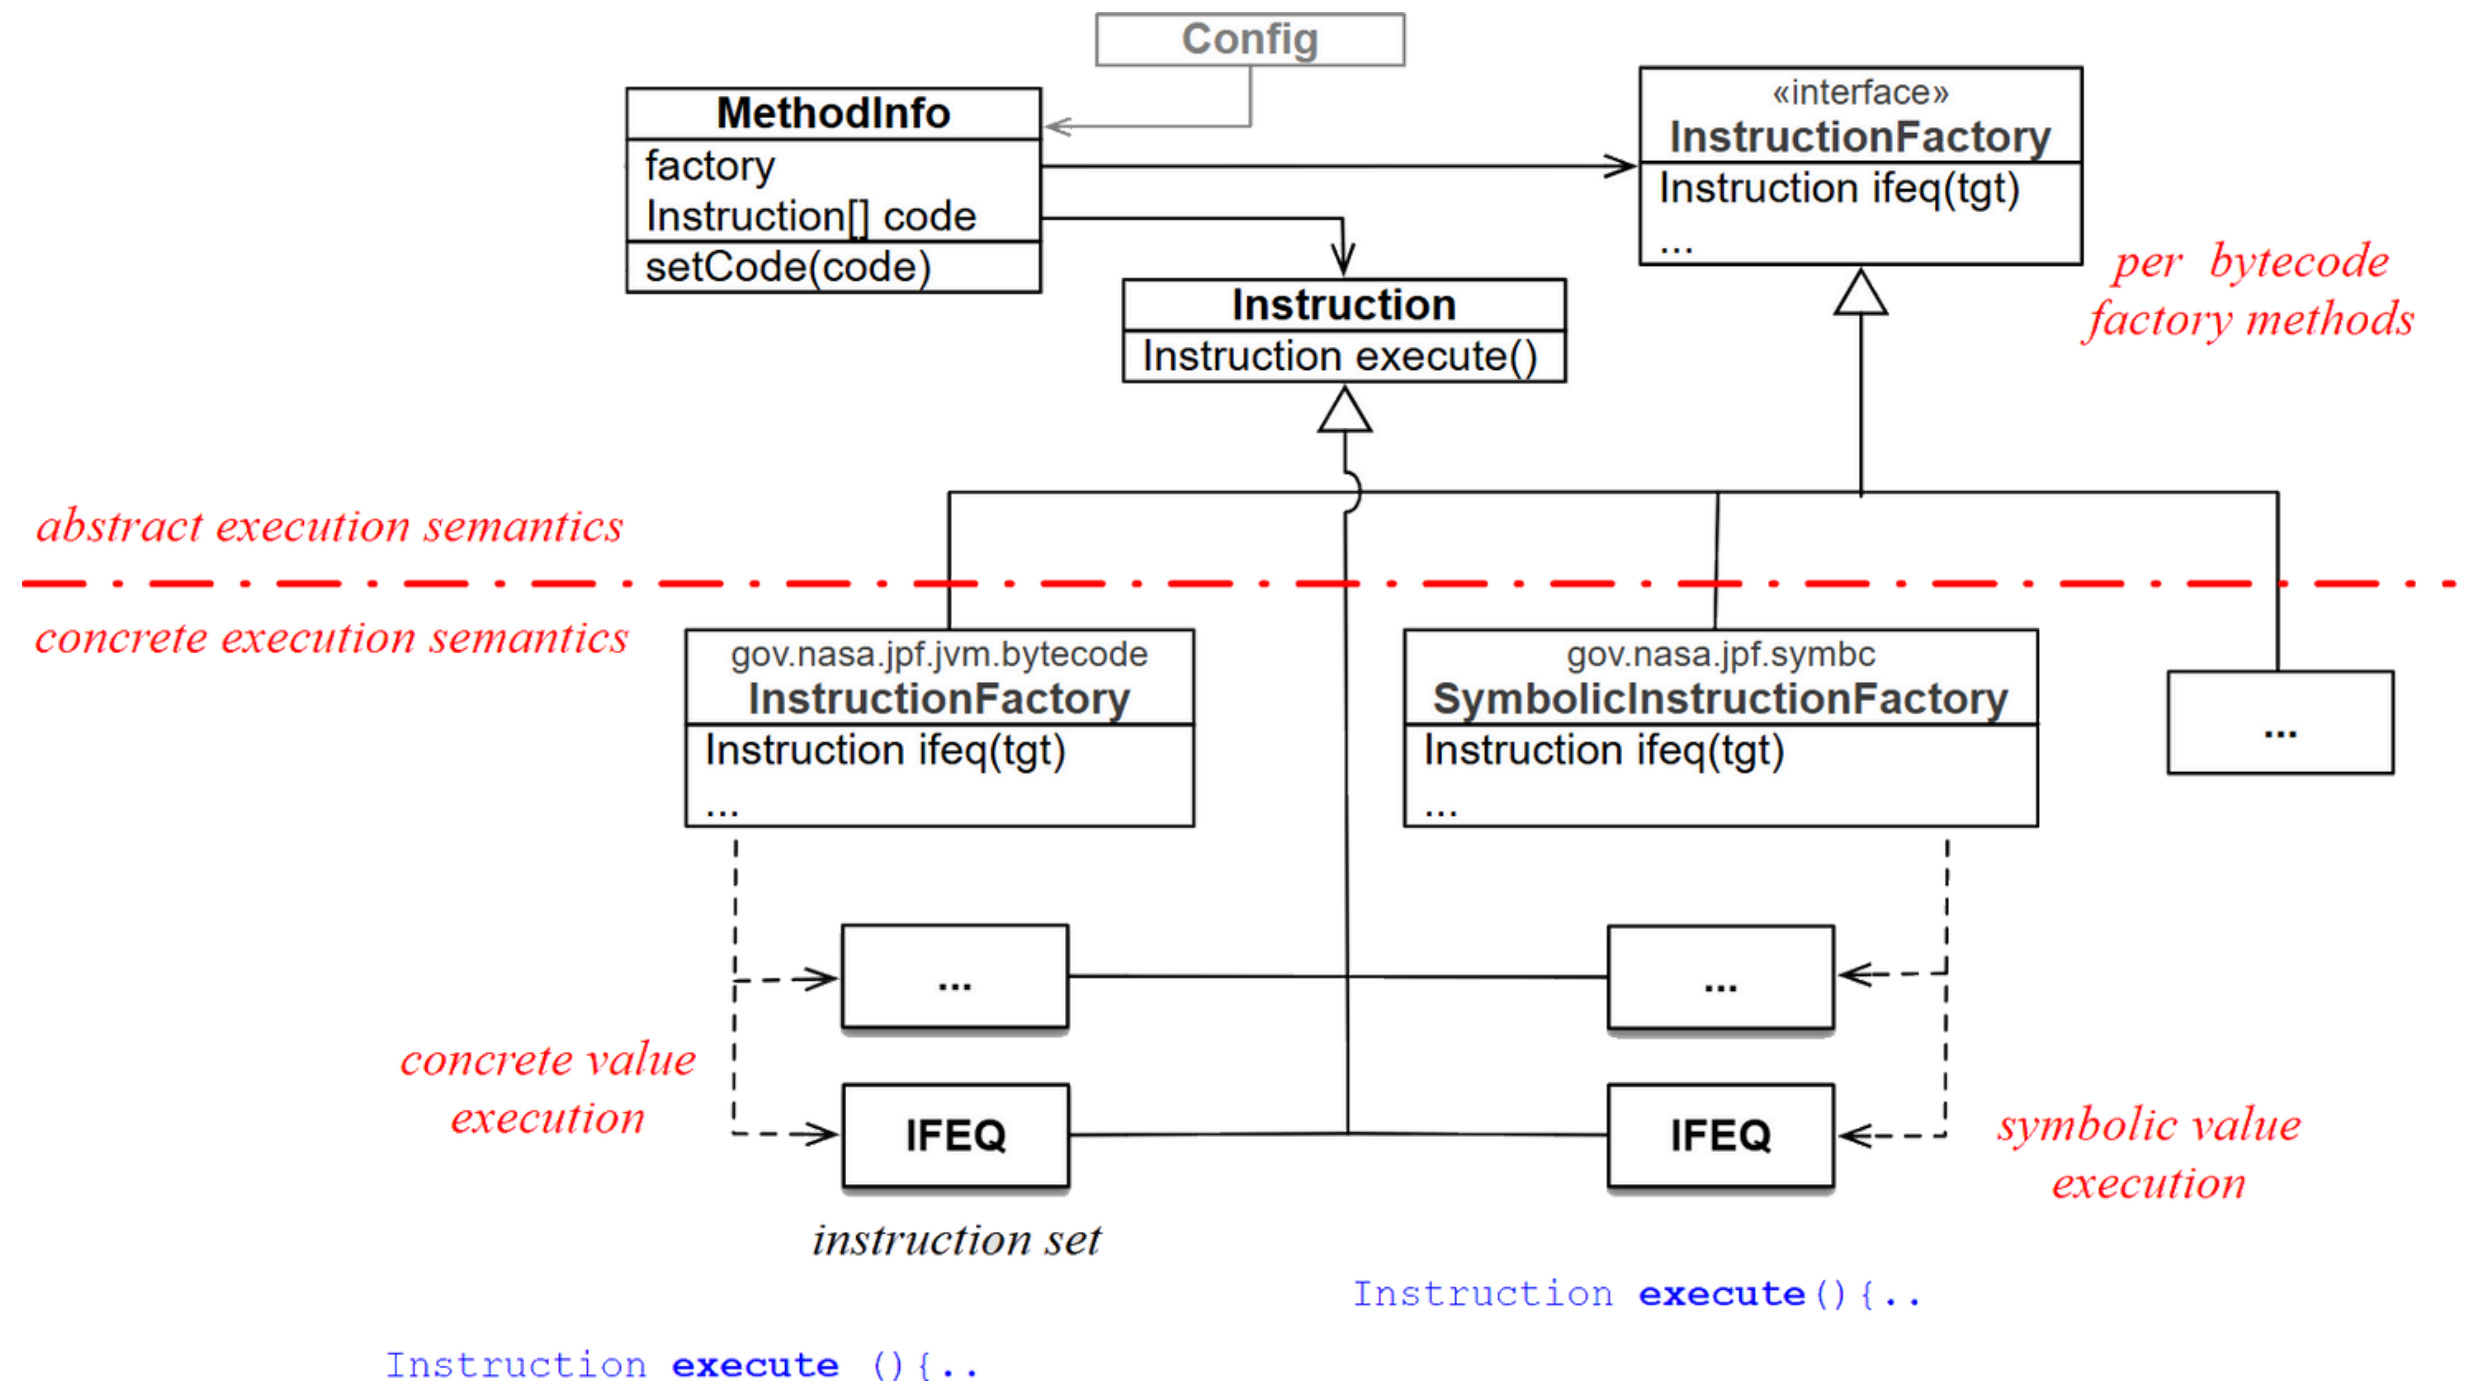 Config
MethodInfo
factory
Instruction[] code
setCode(code)
«interface»
InstructionFactory
Instruction ifeq(tgt)
...
per bytecode
factory methods
Instruction
Instruction execute()
abstract execution semantics
concrete execution semantics
gov.nasa.jpf.jvm.bytecode
InstructionFactory
Instruction ifeq(tgt)
...
gov.nasa.jpf.symbc
SymbolicInstructionFactory
Instruction ifeq(tgt)
...
...
...
...
concrete value
execution
IFEQ
IFEQ
symbolic value
execution
instruction set
Instruction execute(){..
Instruction execute (){..